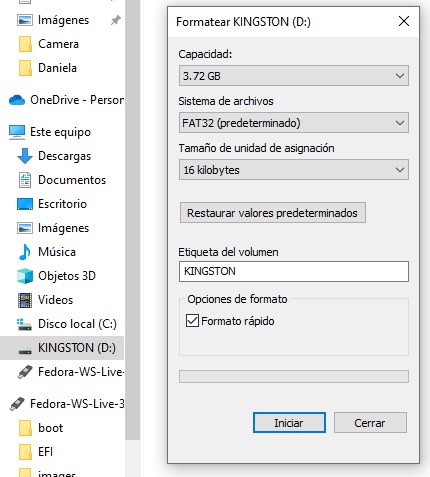 Imágenes
Camera
Daniela
OneDrive - Person
Este equipo
Descargas
Documentos
Escritorio
Imágenes
Música
Objetos 3D
Videos
Disco local (C:)
KINGSTON (D:)
Fedora-WS-Live-
Fedora-WS-Live-3
boot
EFI
images
Formatear KINGSTON (D:)
Capacidad:
3.72 GB
Sistema de archivos
FAT32 (predeterminado)
Tamaño de unidad de asignación
16 kilobytes
Restaurar valores predeterminados
Etiqueta del volumen
KINGSTON
Opciones de formato
Formato rápido
Iniciar
Cerrar